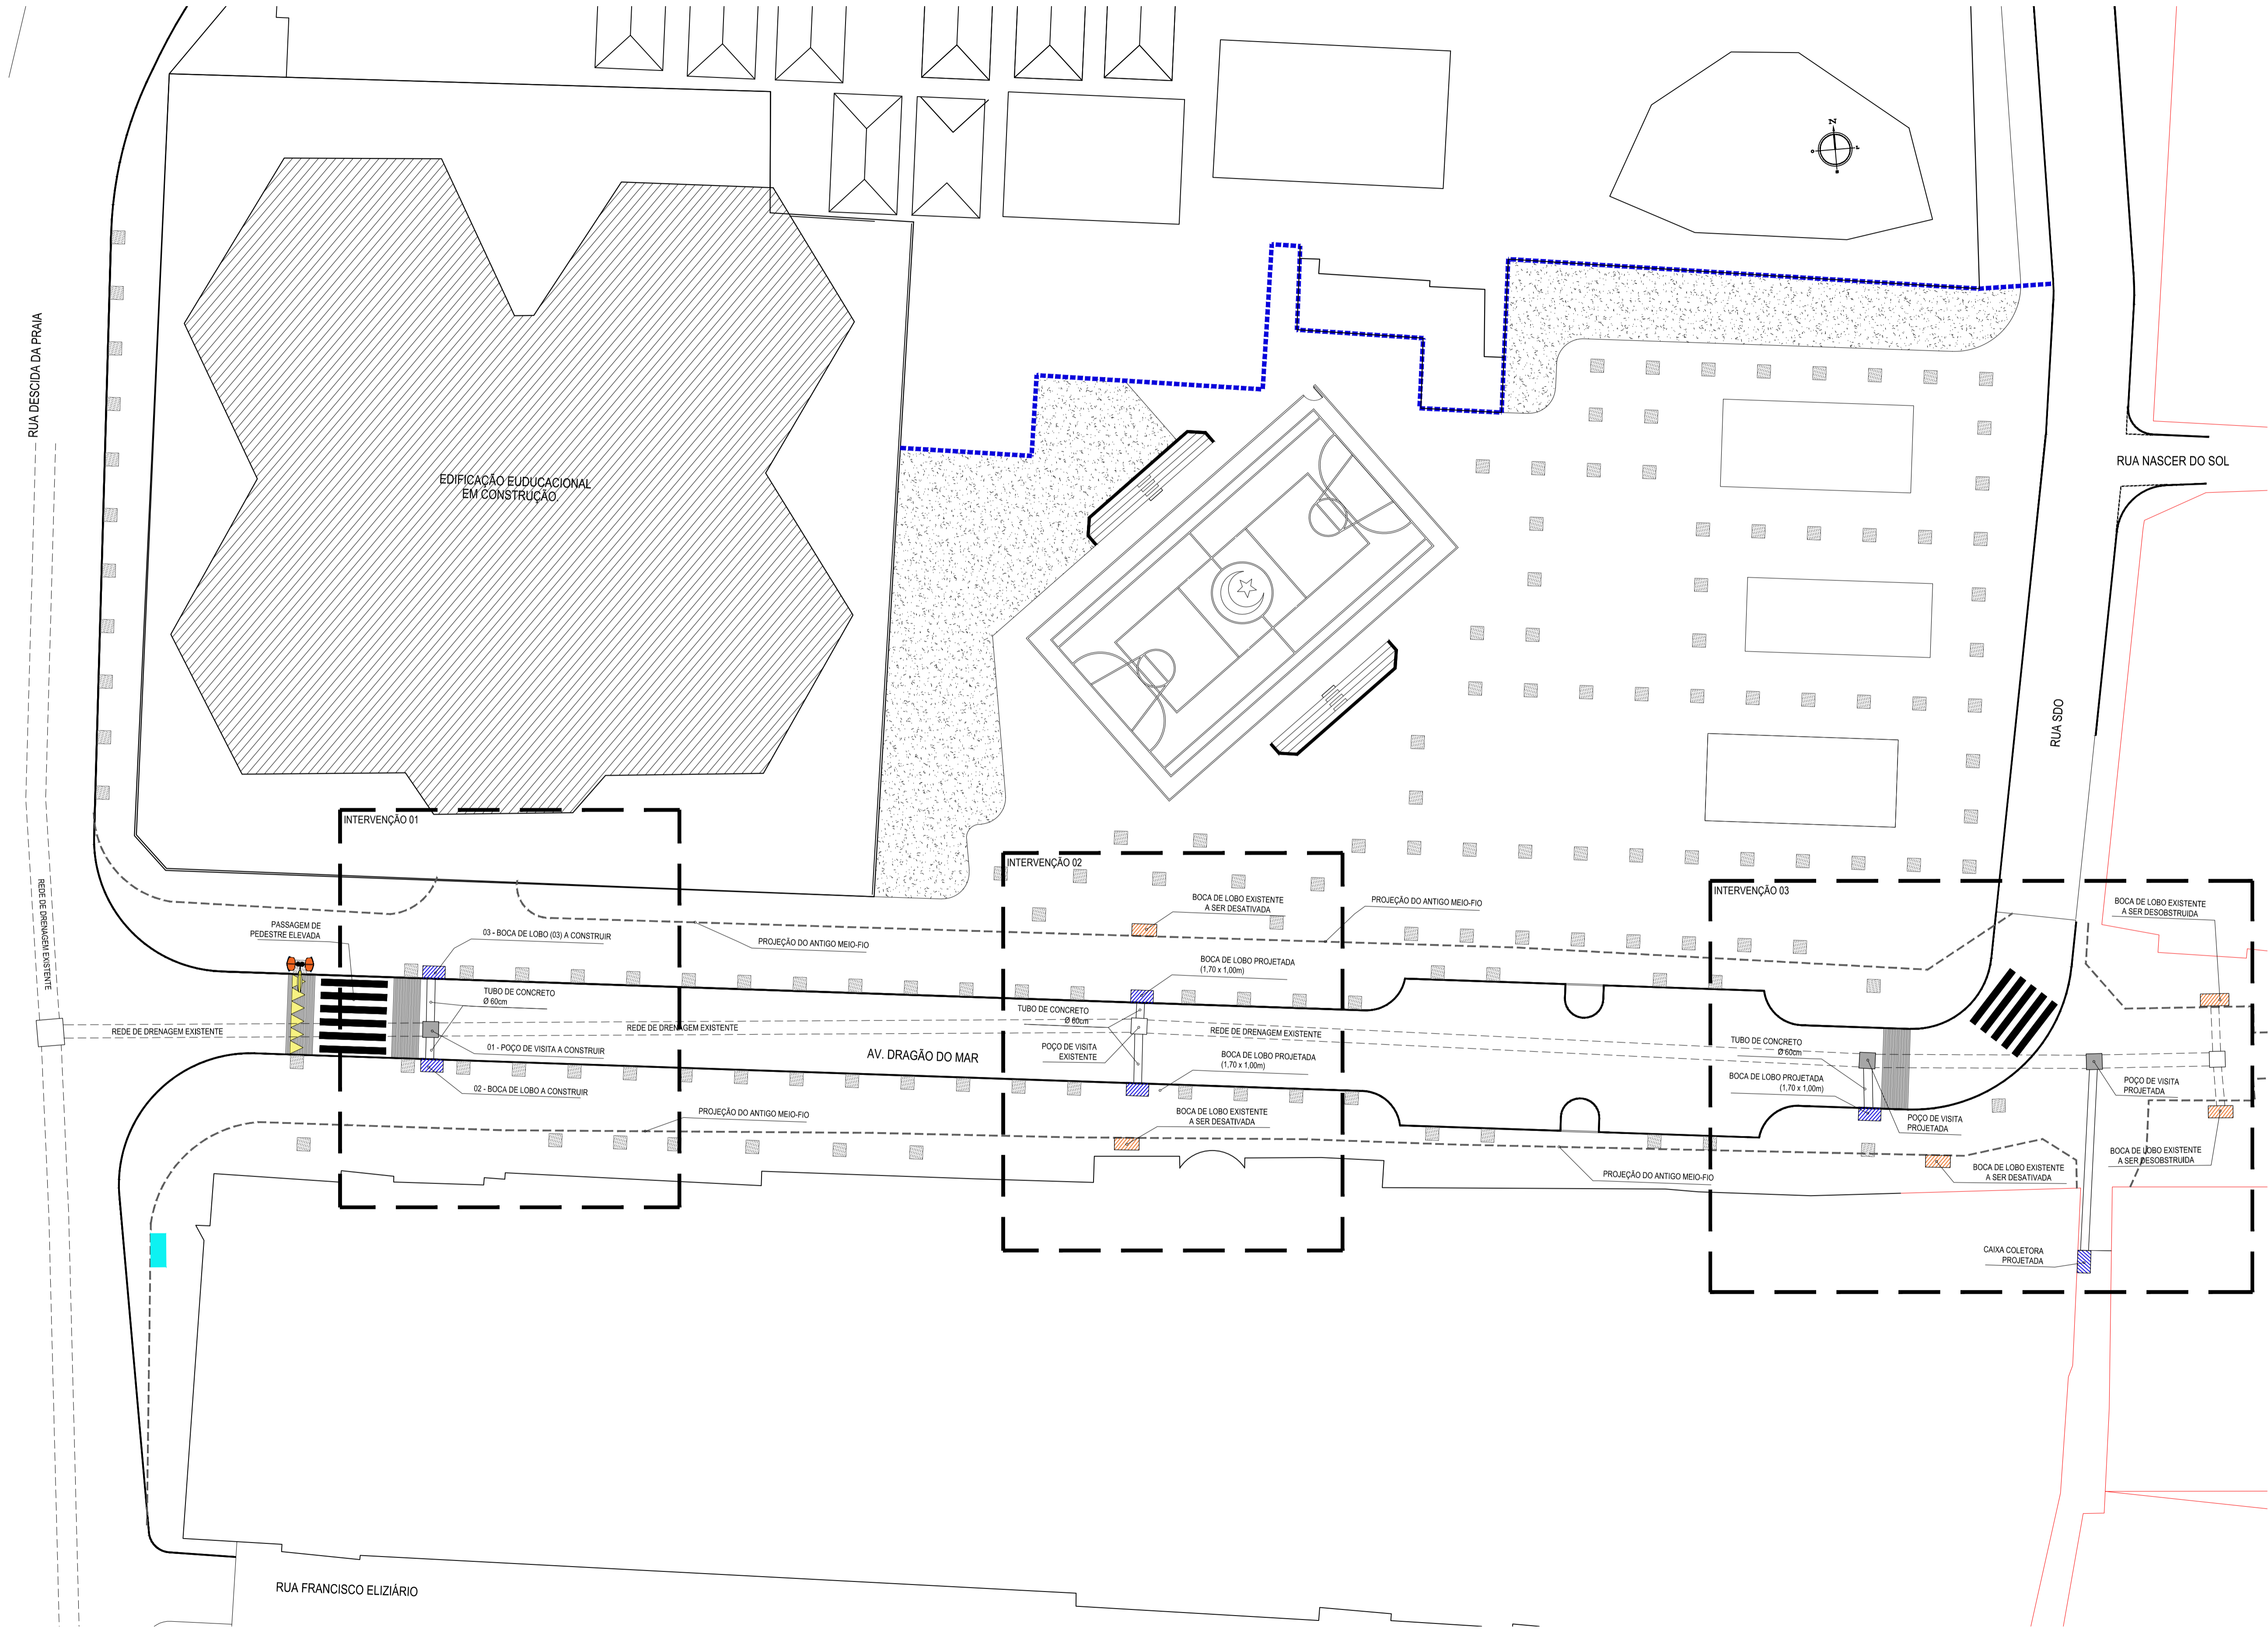 RUA DESCIDA DA PRAIA
N
O
EDIFICAÇÃO EUDUCACIONAL
EM CONSTRUÇÃO
RUA NASCER DO SOL
RUA SDO
INTERVENÇÃO 01
INTERVENÇÃO 02
INTERVENÇÃO 03
REDE DE DRENAGEM EXISTENTE
PASSAGEM DE
PEDESTRE ELEVADA
03 - BOCA DE LOBO (03) A CONSTRUIR
PROJEÇÃO DO ANTIGO MEIO-FIO
BOCA DE LOBO EXISTENTE
A SER DESATIVADA
PROJEÇÃO DO ANTIGO MEIO-FIO
BOCA DE LOBO EXISTENTE
A SER DESOBSTRUIDA
TUBO DE CONCRETO
Ø 60cm
BOCA DE LOBO PROJETADA
(1,70 x 1,00m)
TUBO DE CONCRETO
Ø 60cm
REDE DE DRENAGEM EXISTENTE
REDE DE DRENAGEM EXISTENTE
REDE DE DRENAGEM EXISTENTE
01 - POÇO DE VISITA A CONSTRUIR
AV. DRAGÃO DO MAR
POÇO DE VISITA
EXISTENTE
BOCA DE LOBO PROJETADA
(1,70 x 1,00m)
TUBO DE CONCRETO
Ø 60cm
BOCA DE LOBO PROJETADA
(1,70 x 1,00m)
POÇO DE VISITA
PROJETADA
02 - BOCA DE LOBO A CONSTRUIR
PROJEÇÃO DO ANTIGO MEIO-FIO
BOCA DE LOBO EXISTENTE
A SER DESATIVADA
POÇO DE VISITA
PROJETADA
BOCA DE LOBO EXISTENTE
A SER DESOBSTRUIDA
PROJEÇÃO DO ANTIGO MEIO-FIO
BOCA DE LOBO EXISTENTE
A SER DESATIVADA
CAIXA COLETORA
PROJETADA
RUA FRANCISCO ELIZIÁRIO